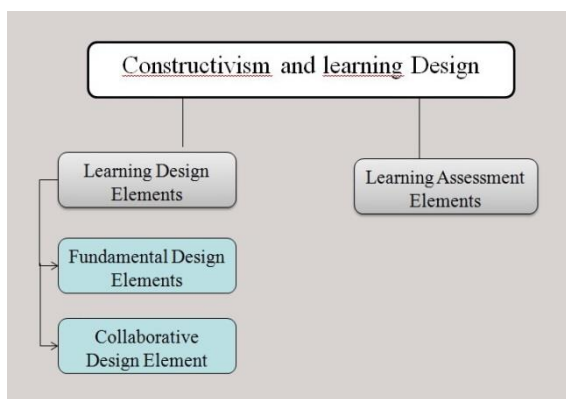 Constructivism and learning Design
Learning Design
Elements
Learning Assessment
Elements
Fundamental Design
Elements
Collaborative
Design Element